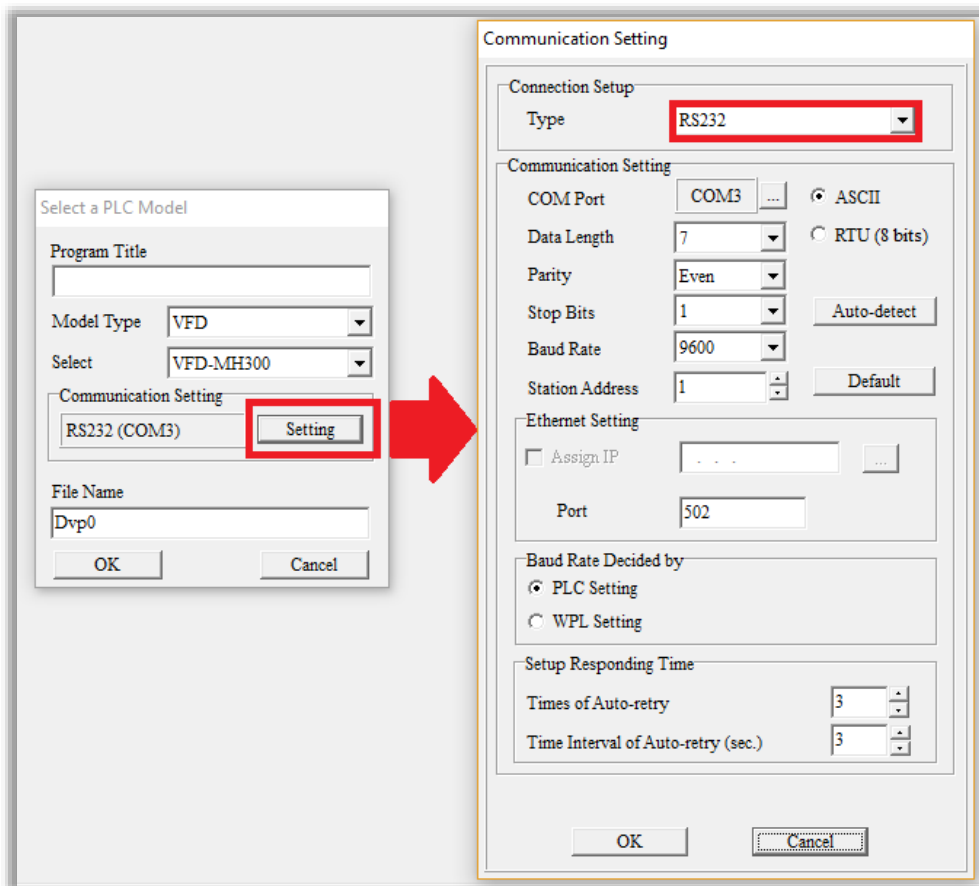 Select a PLC Model
Program Title
Model Type VFD
Select VFD-MH300
Communication Setting
RS232 (COM3) Setting
File Name
Dvp0
OK Cancel
Communication Setting
Connection Setup
Type RS232
Communication Setting
COM Port COM3 ... ASCII
Data Length 7 RTU (8 bits)
Parity Even
Stop Bits 1 Auto-detect
Baud Rate 9600
Station Address 1 Default
Ethernet Setting
Assign IP . . . ...
Port 502
Baud Rate Decided by
PLC Setting
WPL Setting
Setup Responding Time
Times of Auto-retry 3
Time Interval of Auto-retry (sec.) 3
OK Cancel